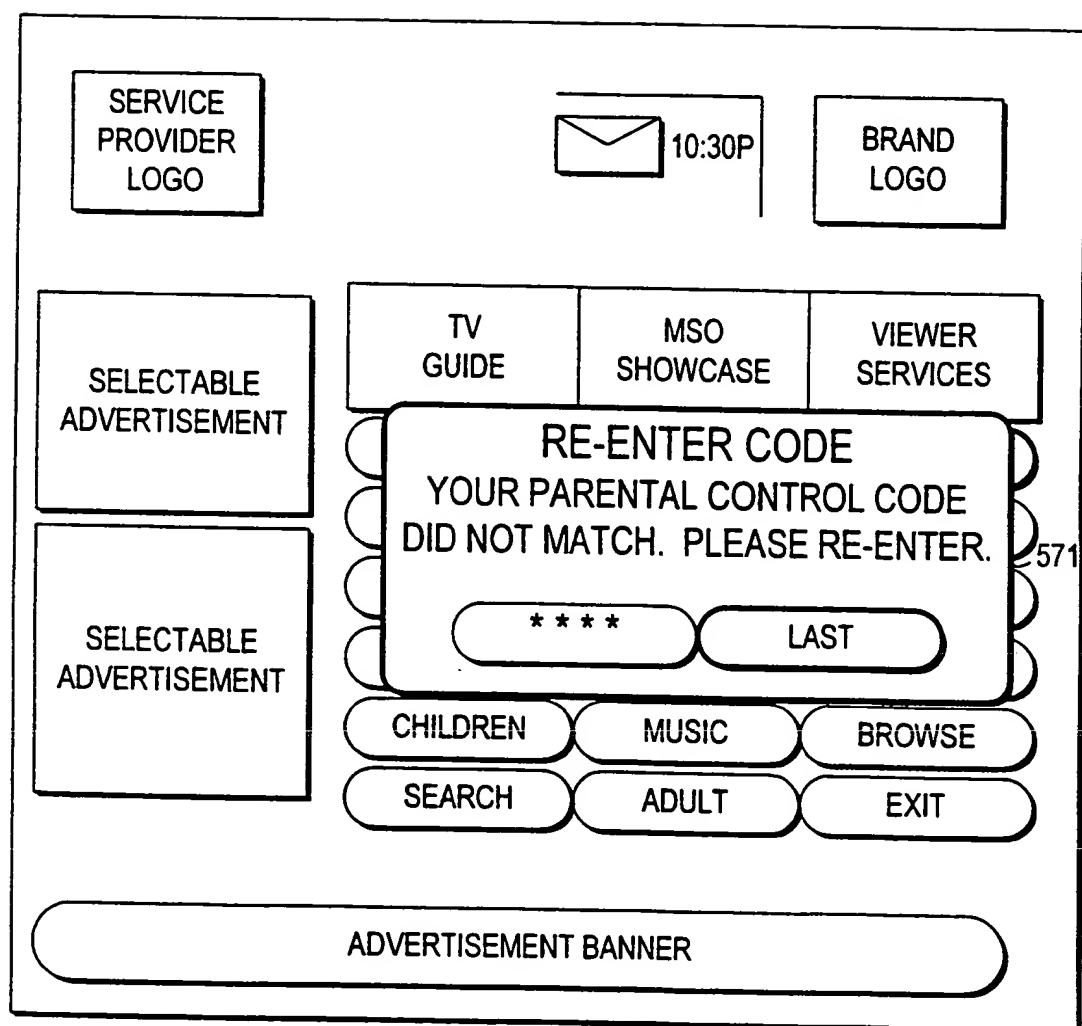 SERVICE
PROVIDER
LOGO
10:30P
BRAND
LOGO
SELECTABLE
ADVERTISEMENT
TV
GUIDE
MSO
SHOWCASE
VIEWER
SERVICES
RE-ENTER CODE
YOUR PARENTAL CONTROL CODE
DID NOT MATCH. PLEASE RE-ENTER.
571
* * * *
LAST
SELECTABLE
ADVERTISEMENT
CHILDREN
MUSIC
BROWSE
SEARCH
ADULT
EXIT
ADVERTISEMENT BANNER